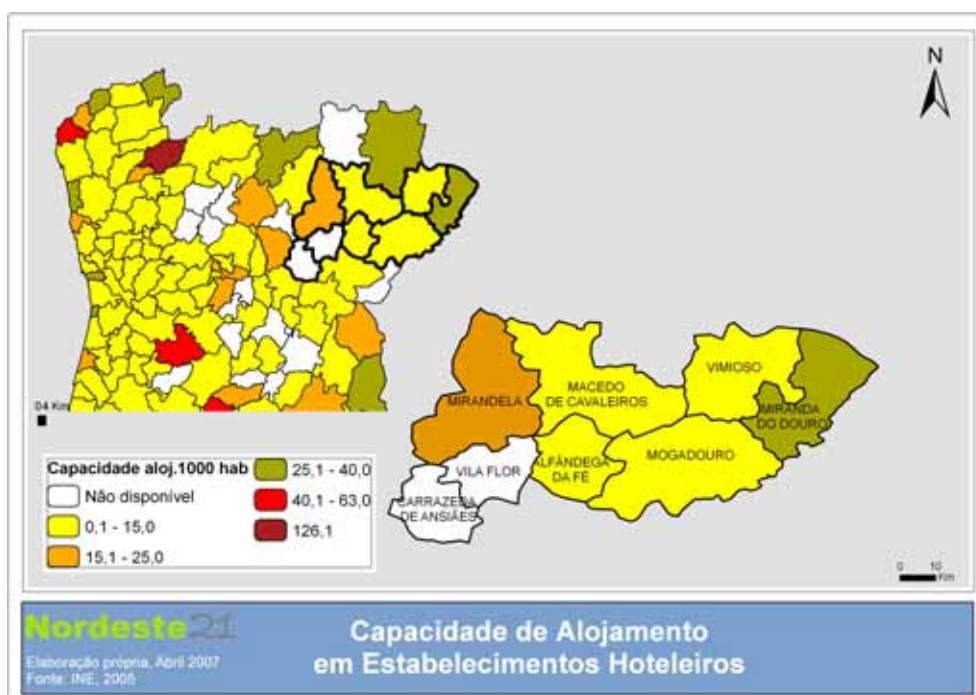 N
04 Km
MIRANDELA
MACEDO
DE CAVALEIROS
VIMIOSO
MIRANDA
DO DOURO
VILA FLOR
ALFÂNDEGA
DA FÉ
MOGADOURO
CARRAZEDA
DE ANSIÃES
Capacidade aloj.1000 hab
Não disponível
0,1 - 15,0
15,1 - 25,0
25,1 - 40,0
40,1 - 63,0
126,1
0 10
Km
Nordeste21
Elaboração própria, Abril 2007
Fonte: INE, 2005
Capacidade de Alojamento
em Estabelecimentos Hoteleiros